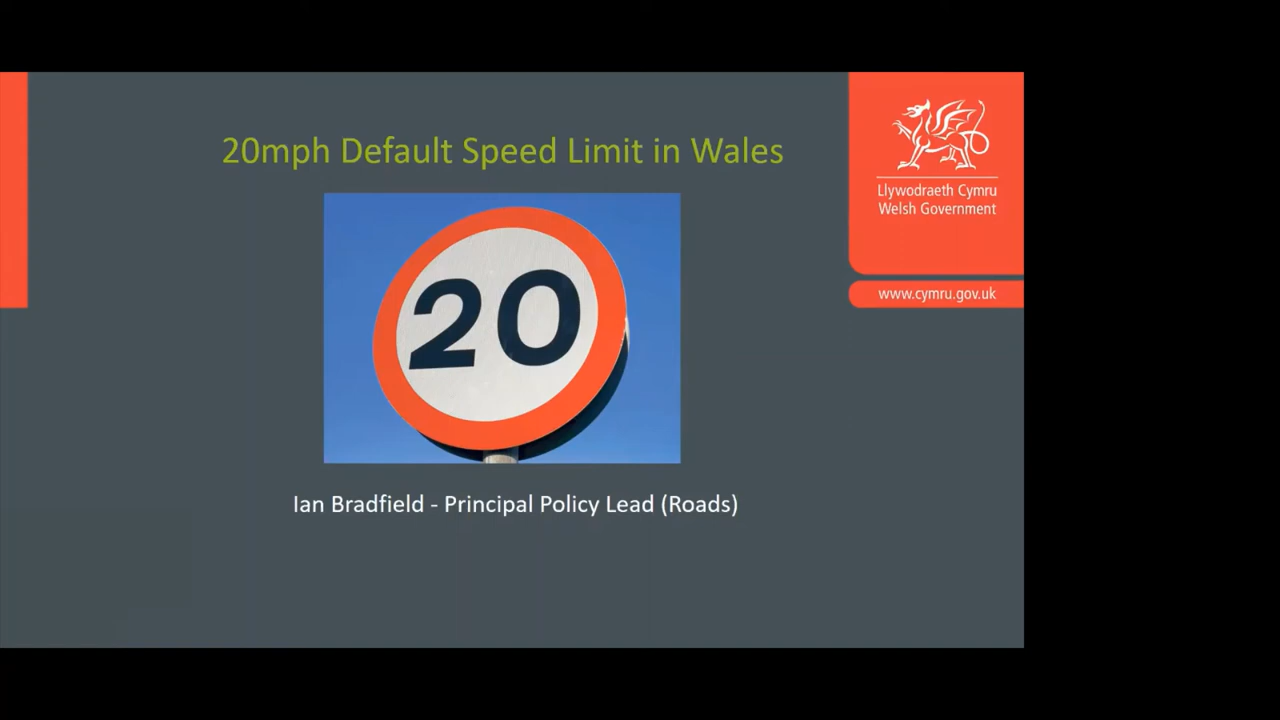 20mph Default Speed Limit in Wales
Llywodraeth Cymru
Welsh Government
www.cymru.gov.uk
20
Ian Bradfield - Principal Policy Lead (Roads)